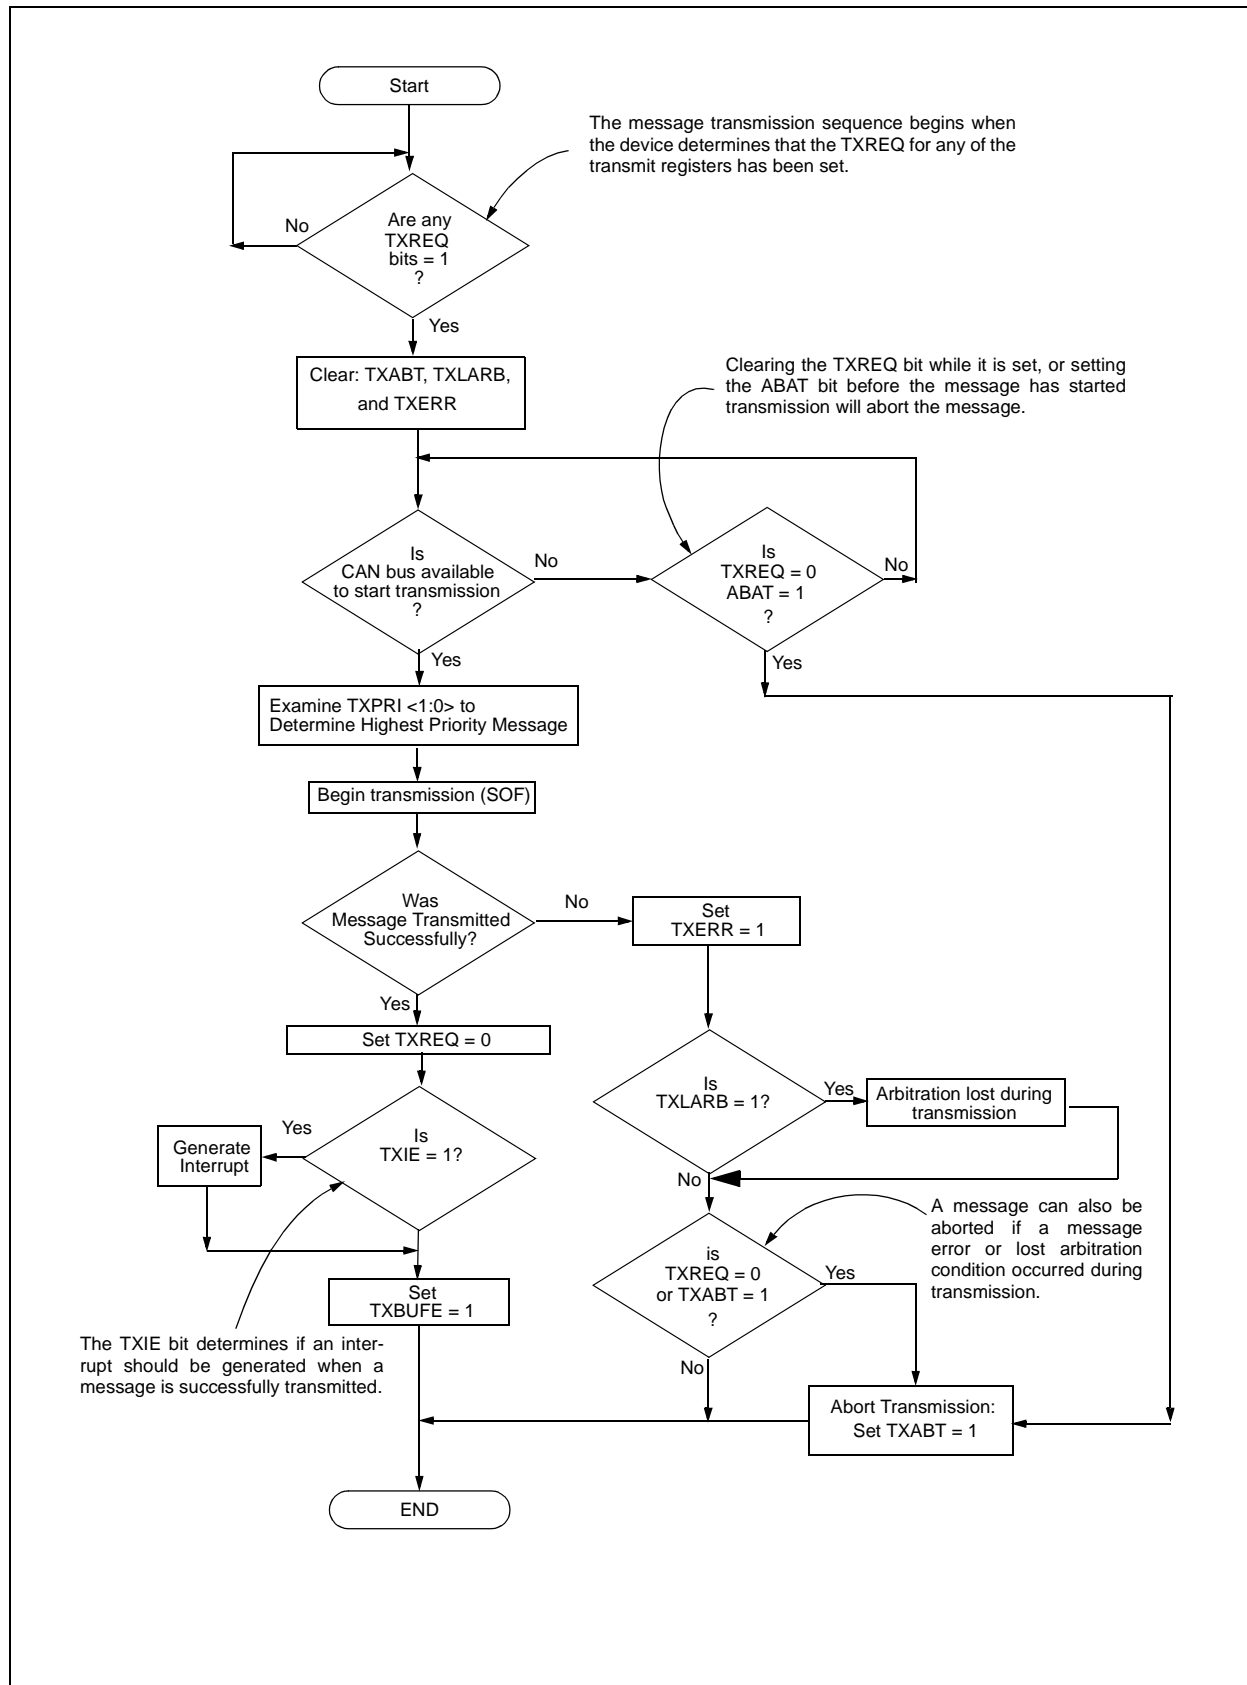 Start
The message transmission sequence begins when
the device determines that the TXREQ for any of the
transmit registers has been set.
No
Are any
TXREQ
bits = 1
?
Yes
Clear: TXABT, TXLARB,
and TXERR
Clearing the TXREQ bit while it is set, or setting
the ABAT bit before the message has started
transmission will abort the message.
Is
CAN bus available
to start transmission
?
No
Is
TXREQ = 0
ABAT = 1
?
No
Yes
Yes
Examine TXPRI <1:0> to
Determine Highest Priority Message
Begin transmission (SOF)
Was
Message Transmitted
Successfully?
No
Set
TXERR = 1
Yes
Set TXREQ = 0
Is
TXLARB = 1?
Yes
Arbitration lost during
transmission
Is
TXIE = 1?
Yes
Generate
Interrupt
No
A message can also be
aborted if a message
error or lost arbitration
condition occurred during
transmission.
is
TXREQ = 0
or TXABT = 1
?
Yes
Set
TXBUFE = 1
The TXIE bit determines if an inter-
rupt should be generated when a
message is successfully transmitted.
No
Abort Transmission:
Set TXABT = 1
END